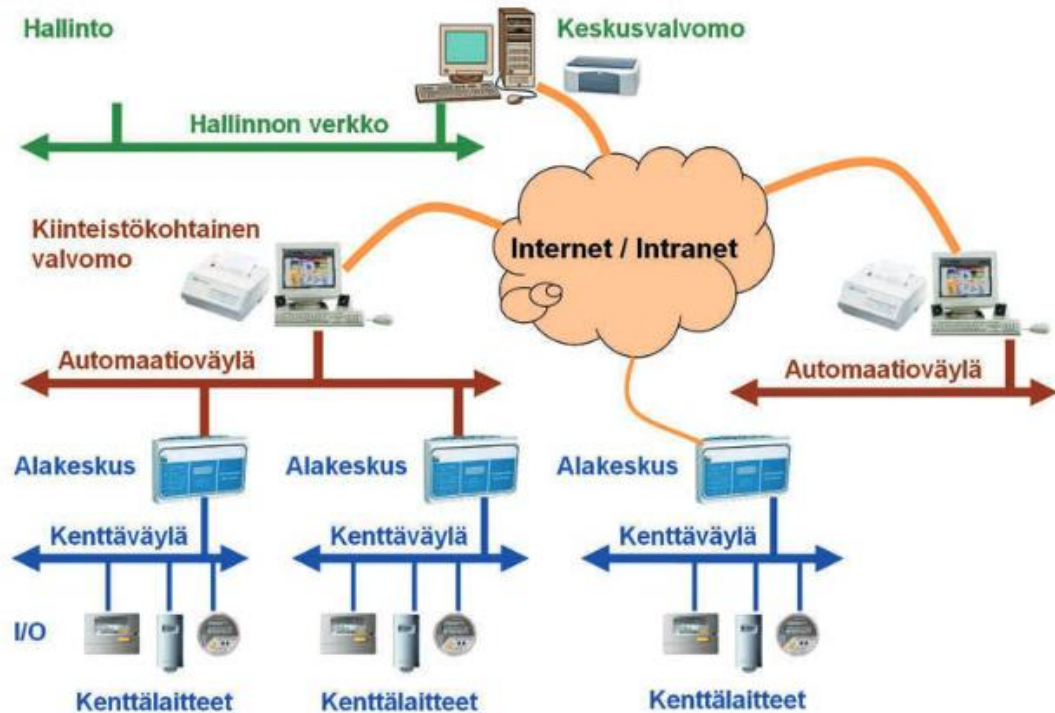 Hallinto
Keskusvalvomo
Hallinnon verkko
Kiinteistökohtainen
valvomo
Internet / Intranet
Automaatioväylä
Automaatioväylä
Alakeskus
Alakeskus
Alakeskus
Kenttäväylä
Kenttäväylä
Kenttäväylä
I/O
Kenttälaitteet
Kenttälaitteet
Kenttälaitteet